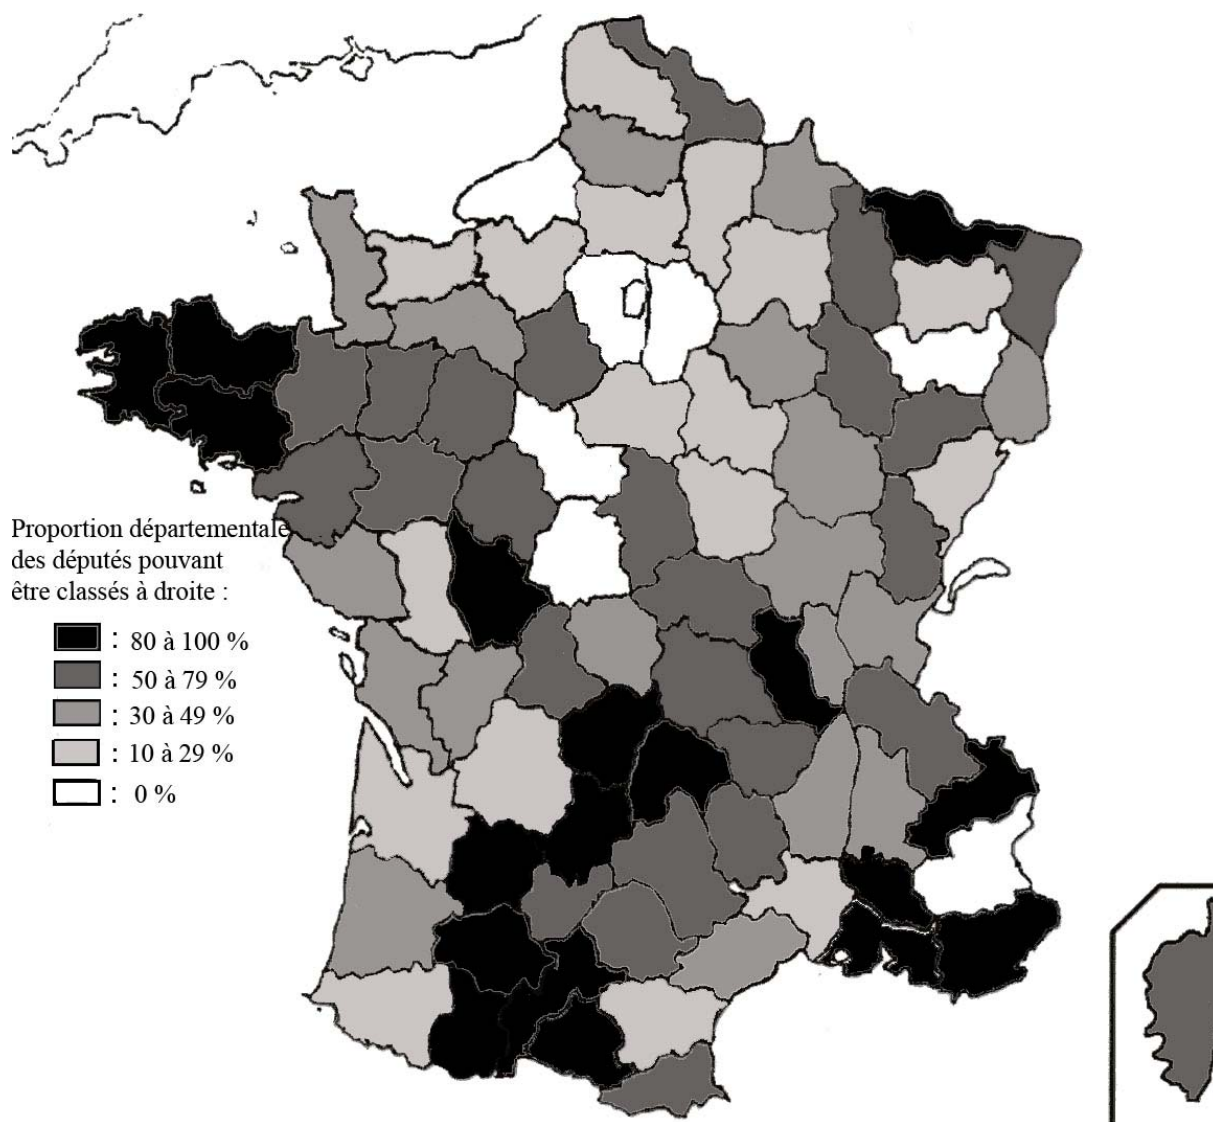 Proportion départementale
des députés pouvant
être classés à droite :
: 80 à 100 %
: 50 à 79 %
: 30 à 49 %
: 10 à 29 %
: 0 %